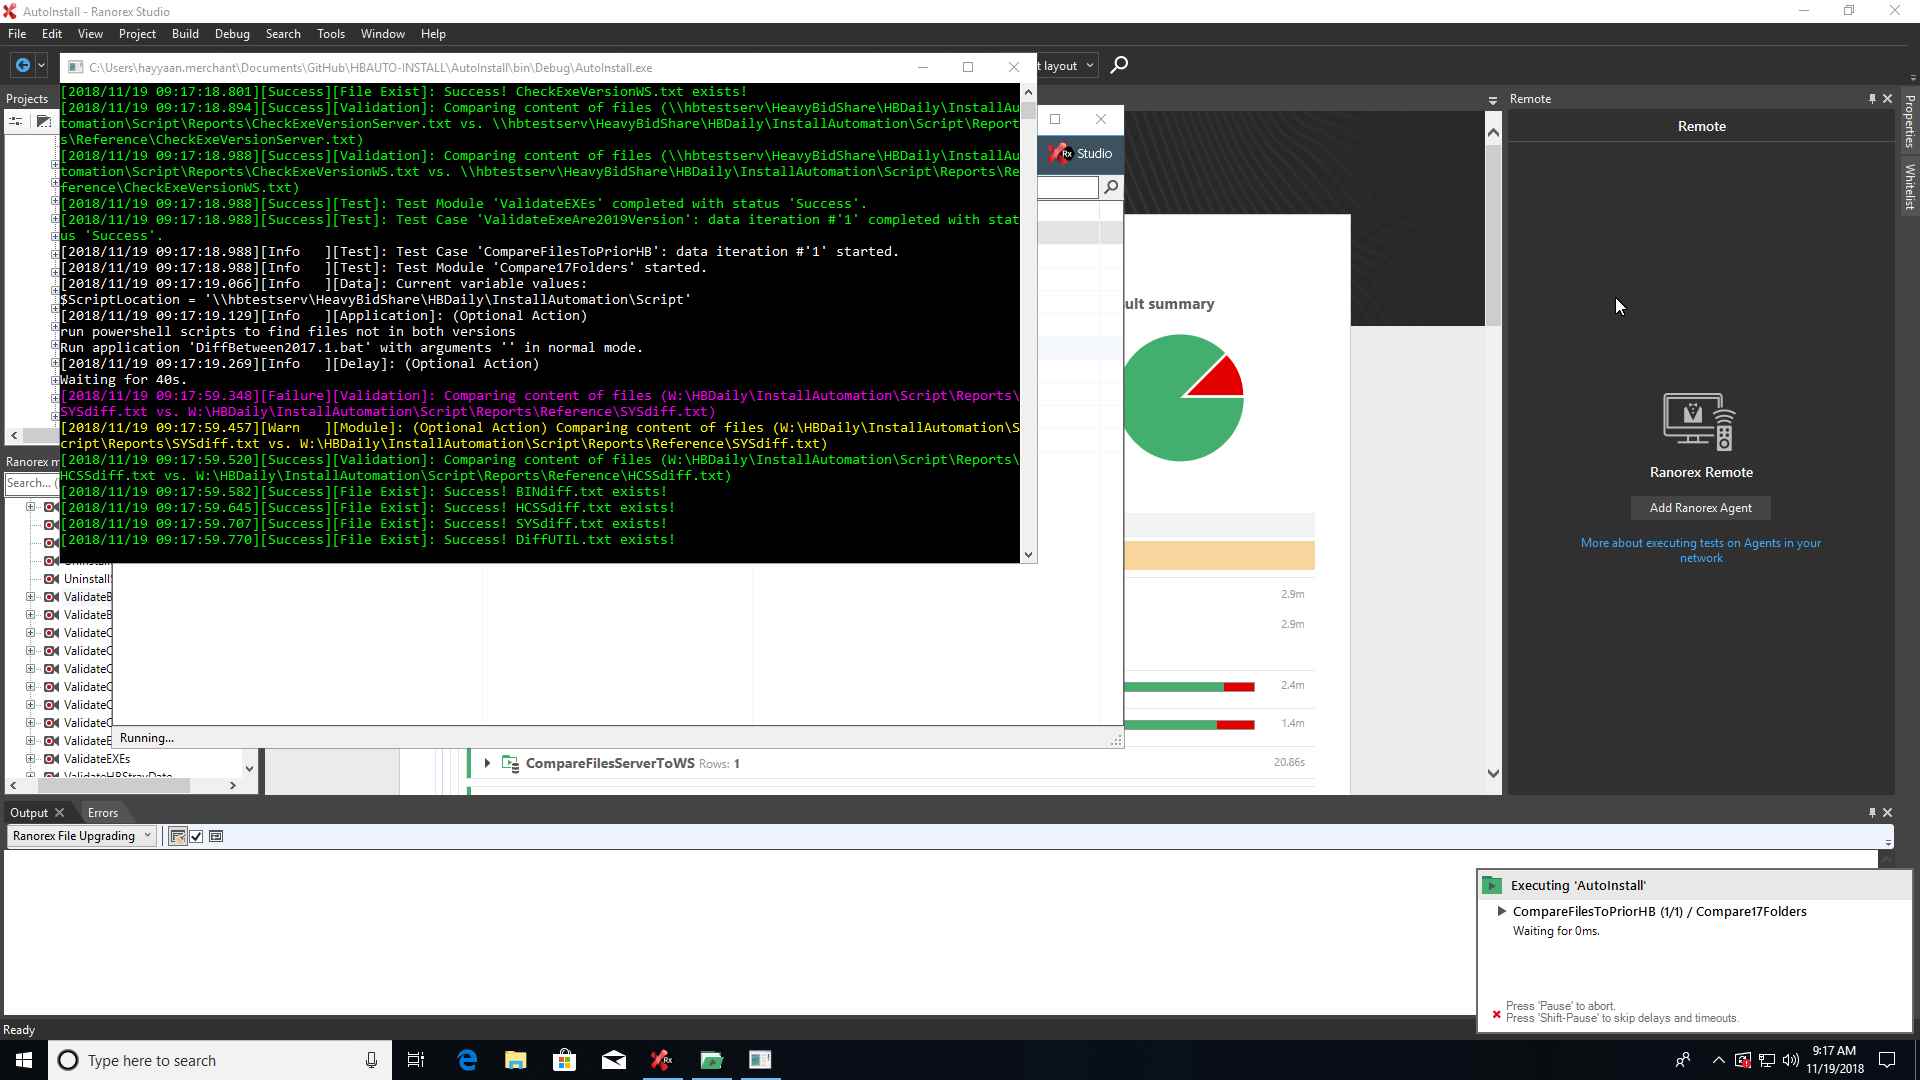 AutoInstall - Ranorex Studio
File Edit View Project Build Debug Search Tools Window Help
C:\Users\hayyaan.merchant\Documents\GitHub\HBAUTO-INSTALL\AutoInstall\bin\Debug\AutoInstall.exe
t layout
Projects
[2018/11/19 09:17:18.801][Success][File Exist]: Success! CheckExeVersionWS.txt exists!
[2018/11/19 09:17:18.894][Success][Validation]: Comparing content of files (\\hbtestserv\HeavyBidShare\HBDaily\InstallAu
tomation\Script\Reports\CheckExeVersionServer.txt vs. \\hbtestserv\HeavyBidShare\HBDaily\InstallAutomation\Script\Report
s\Reference\CheckExeVersionServer.txt)
[2018/11/19 09:17:18.988][Success][Validation]: Comparing content of files (\\hbtestserv\HeavyBidShare\HBDaily\InstallAu
tomation\Script\Reports\CheckExeVersionWS.txt vs. \\hbtestserv\HeavyBidShare\HBDaily\InstallAutomation\Script\Reports\Re
ference\CheckExeVersionWS.txt)
[2018/11/19 09:17:18.988][Success][Test]: Test Module 'ValidateEXEs' completed with status 'Success'.
[2018/11/19 09:17:18.988][Success][Test]: Test Case 'ValidateExeAre2019Version': data iteration #'1' completed with stat
us 'Success'.
[2018/11/19 09:17:18.988][Info   ][Test]: Test Case 'CompareFilesToPriorHB': data iteration #'1' started.
[2018/11/19 09:17:18.988][Info   ][Test]: Test Module 'Compare17Folders' started.
[2018/11/19 09:17:19.066][Info   ][Data]: Current variable values:
$ScriptLocation = '\\hbtestserv\HeavyBidShare\HBDaily\InstallAutomation\Script'
[2018/11/19 09:17:19.129][Info   ][Application]: (Optional Action)
run powershell scripts to find files not in both versions
Run application 'DiffBetween2017.1.bat' with arguments '' in normal mode.
[2018/11/19 09:17:19.269][Info   ][Delay]: (Optional Action)
Waiting for 40s.
[2018/11/19 09:17:59.348][Failure][Validation]: Comparing content of files (W:\HBDaily\InstallAutomation\Script\Reports\
SYSdiff.txt vs. W:\HBDaily\InstallAutomation\Script\Reports\Reference\SYSdiff.txt)
[2018/11/19 09:17:59.457][Warn   ][Module]: (Optional Action) Comparing content of files (W:\HBDaily\InstallAutomation\S
cript\Reports\SYSdiff.txt vs. W:\HBDaily\InstallAutomation\Script\Reports\Reference\SYSdiff.txt)
[2018/11/19 09:17:59.520][Success][Validation]: Comparing content of files (W:\HBDaily\InstallAutomation\Script\Reports\
HCSSdiff.txt vs. W:\HBDaily\InstallAutomation\Script\Reports\Reference\HCSSdiff.txt)
[2018/11/19 09:17:59.582][Success][File Exist]: Success! BINdiff.txt exists!
[2018/11/19 09:17:59.645][Success][File Exist]: Success! HCSSdiff.txt exists!
[2018/11/19 09:17:59.707][Success][File Exist]: Success! SYSdiff.txt exists!
[2018/11/19 09:17:59.770][Success][File Exist]: Success! DiffUTIL.txt exists!
Ranorex m
Search... (
Uninstall
ValidateB
ValidateE
ValidateC
ValidateC
ValidateC
ValidateC
ValidateC
ValidateC
ValidateE
ValidateEXEs
ValidateHBStrayDate
Running...
Rx Studio
ult summary
2.9m
2.9m
2.4m
1.4m
CompareFilesServerToWS Rows: 1
20.86s
Remote
Remote
Ranorex Remote
Add Ranorex Agent
More about executing tests on Agents in your
network
Properties
Whitelist
Output
Errors
Ranorex File Upgrading
Executing 'AutoInstall'
CompareFilesToPriorHB (1/1) / Compare17Folders
Waiting for 0ms.
Press 'Pause' to abort.
Press 'Shift-Pause' to skip delays and timeouts.
Ready
Type here to search
Rx
9:17 AM
11/19/2018